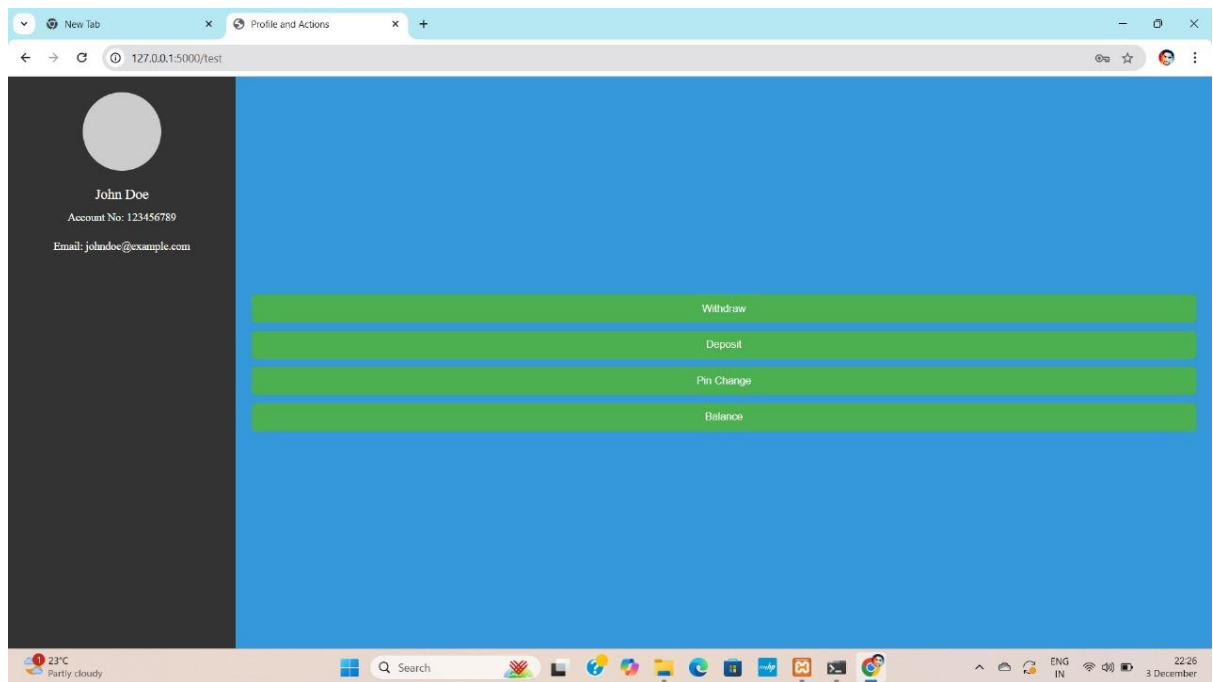 New Tab
Profile and Actions
127.0.0.1:5000/test
John Doe
Account No: 123456789
Email: johndoe@example.com
Withdraw
Deposit
Pin Change
Balance
1
23°C
Partly cloudy
Search
ENG
IN
22:26
3 December